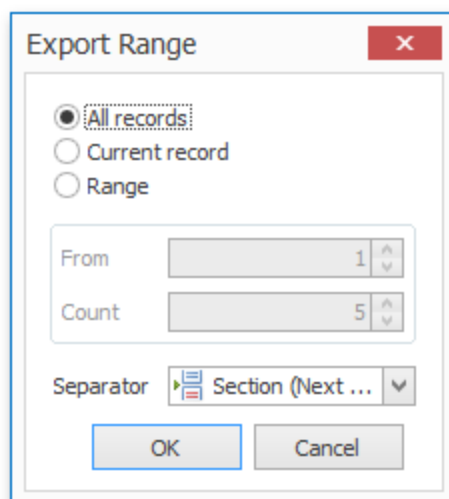 Export Range
All records
Current record
Range
From 1
Count 5
Separator Section (Next ...
OK Cancel